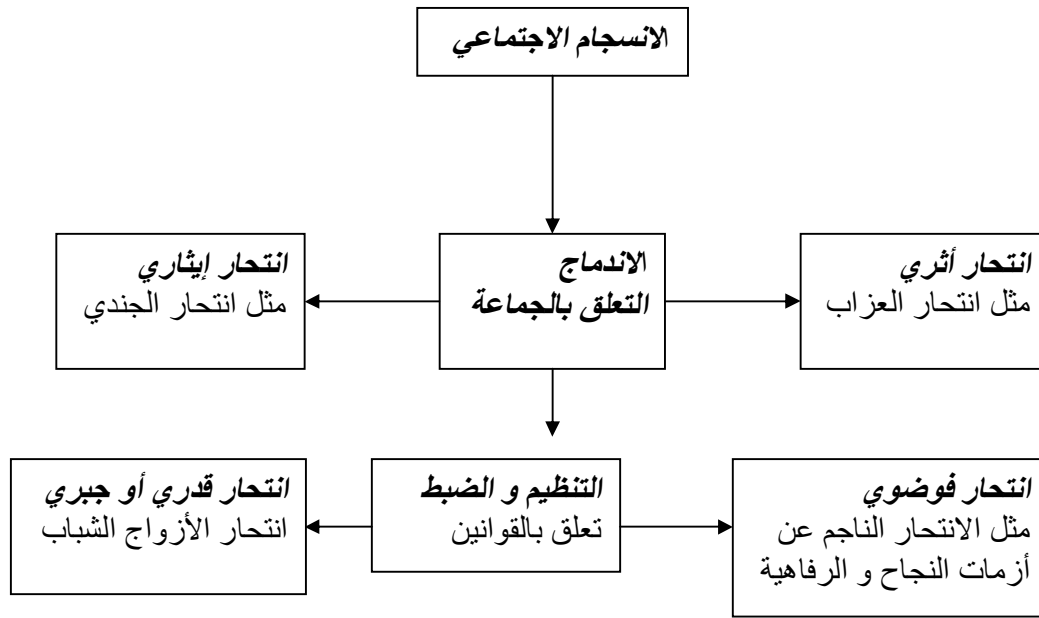 الانسجام الاجتماعي
انتحار أثري
مثل انتحار العزاب
الاندماج
التعلق بالجماعة
انتحار إيثاري
مثل انتحار الجندي
انتحار فوضوي
مثل الانتحار الناجم عن
أزمات النجاح و الرفاهية
التنظيم و الضبط
تعلق بالقوانين
انتحار قدري أو جبري
انتحار الأزواج الشباب